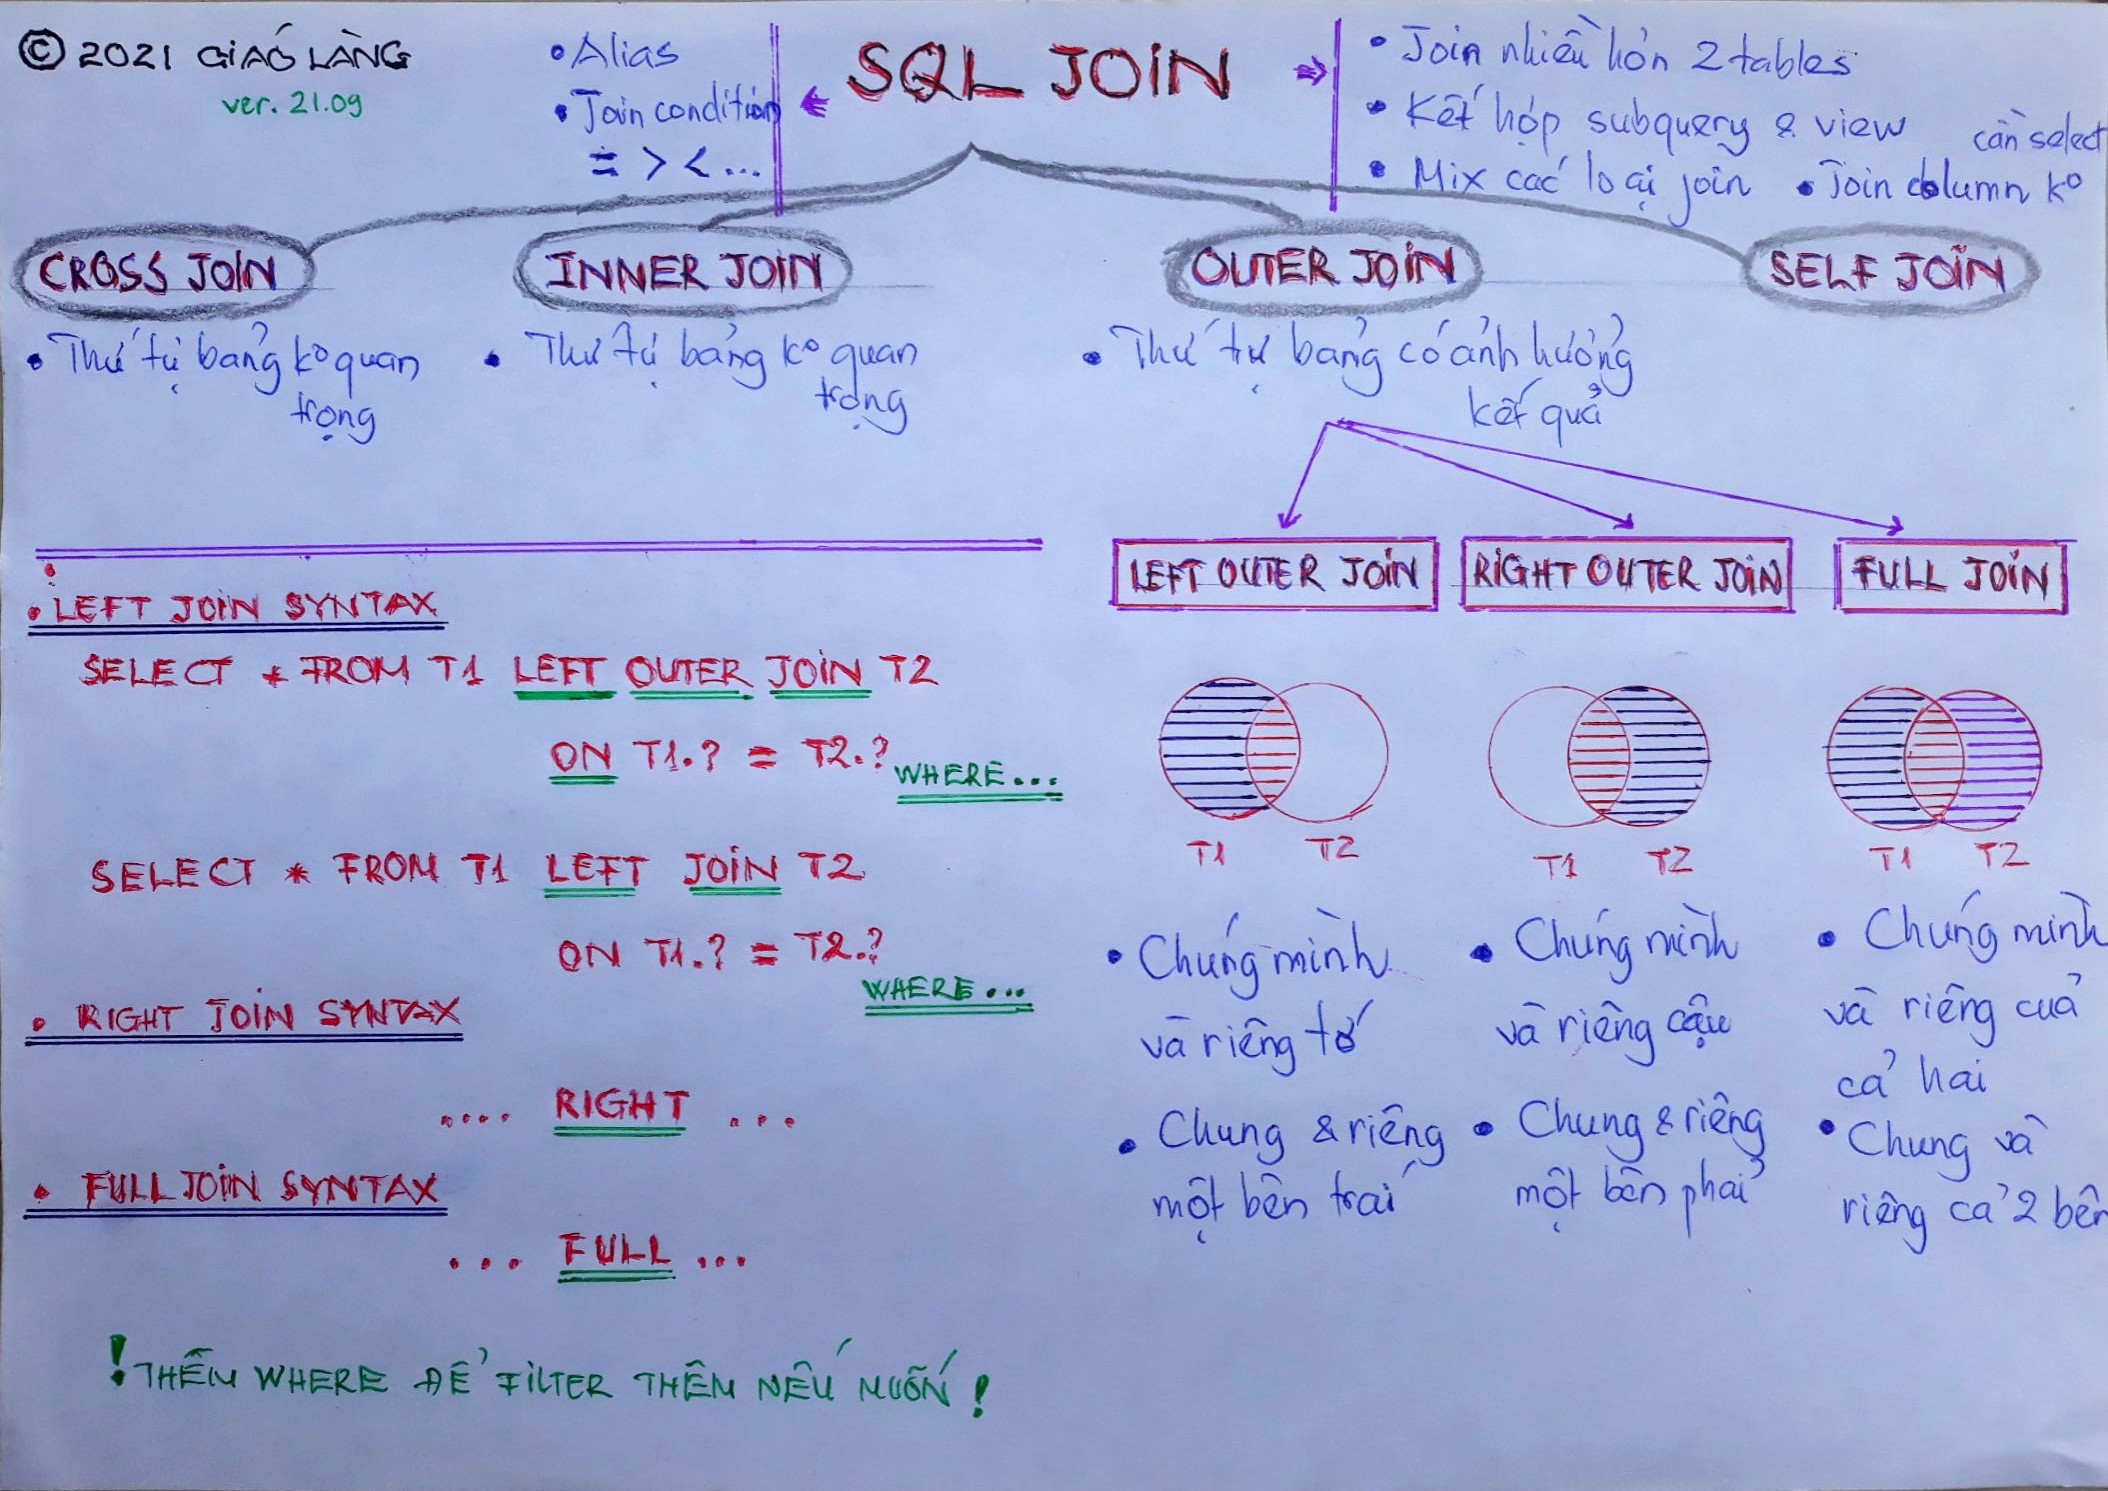 © 2021 GIÁO LÀNG
ver. 21.09
• Alias
• Join condition
= > < ...
SQL JOIN
• Join nhiều hơn 2 tables
• Kết hợp subquery & view
• Mix các loại join
• Join column kº
cần select
CROSS JOIN
INNER JOIN
OUTER JOIN
SELF JOIN
• Thứ tự bảng kº quan
trọng
• Thứ tự bảng kº quan
trọng
• Thứ tự bảng có ảnh hưởng
kết quả
LEFT OUTER JOIN
RIGHT OUTER JOIN
FULL JOIN
• LEFT JOIN SYNTAX
SELECT * FROM T1 LEFT OUTER JOIN T2
ON T1.? = T2.? WHERE...
SELECT * FROM T1 LEFT JOIN T2
ON T1.? = T2.?
WHERE...
• RIGHT JOIN SYNTAX
.... RIGHT ...
• FULL JOIN SYNTAX
... FULL ...
! THÊM WHERE ĐỂ FILTER THÊM NẾU MUỐN!
T1 T2
T1 T2
T1 T2
• Chúng mình
và riêng tớ
• Chung & riêng
một bên trái
• Chúng mình
và riêng cậu
• Chung & riêng
một bên phải
• Chúng mình
và riêng của
cả hai
• Chung và
riêng cả 2 bên